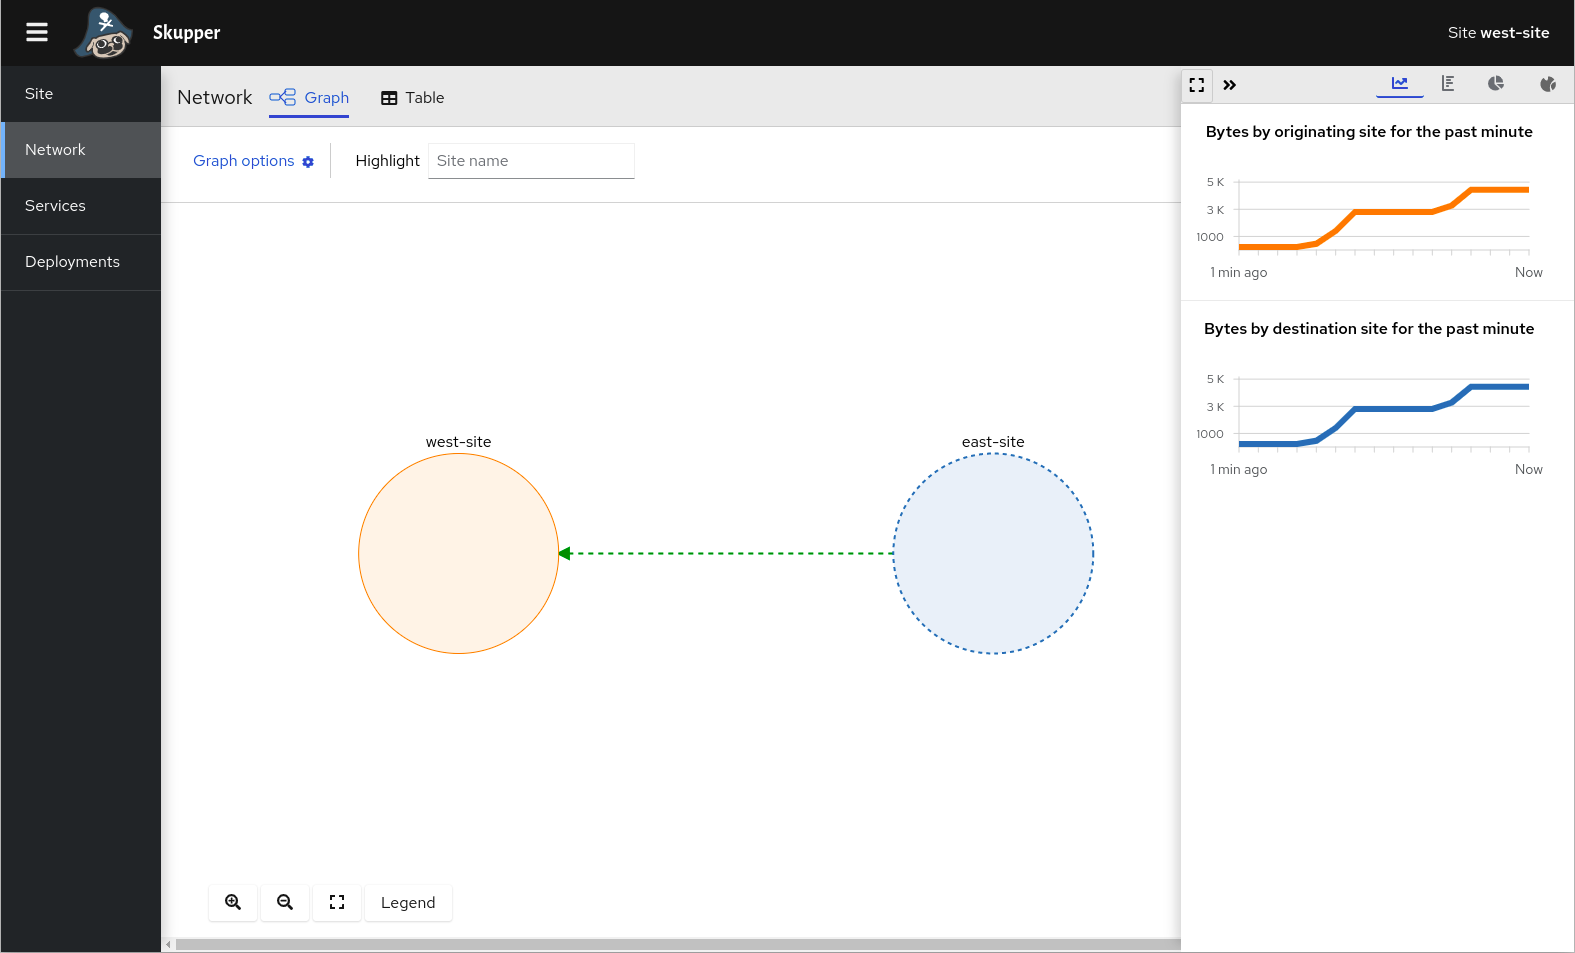 Skupper
Site west-site
Site
Network
Services
Deployments
Network Graph Table
Graph options Highlight Site name
west-site
east-site
Legend
Bytes by originating site for the past minute
5 K
3 K
1000
1 min ago Now
Bytes by destination site for the past minute
5 K
3 K
1000
1 min ago Now